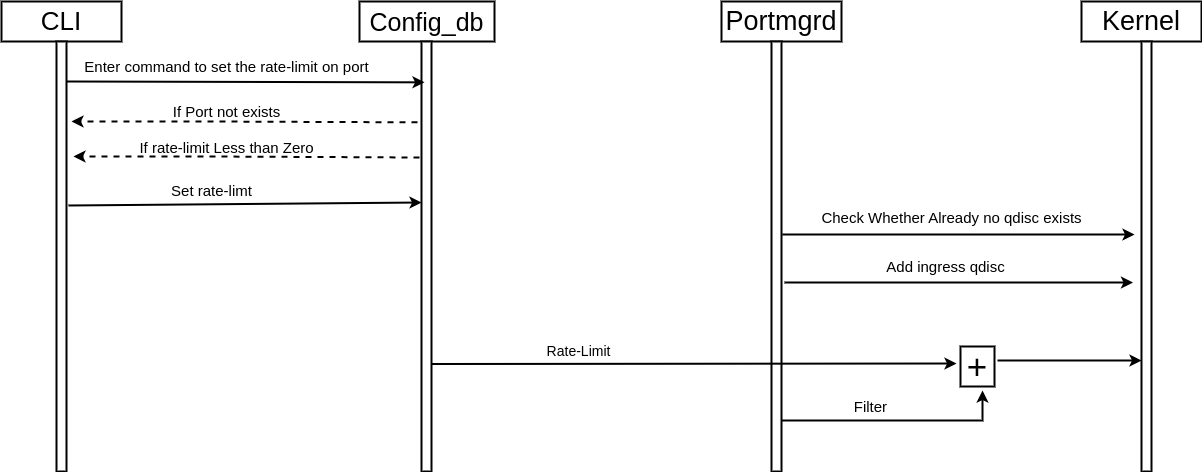 CLI
Config_db
Portmgrd
Kernel
Enter command to set the rate-limit on port
If Port not exists
If rate-limit Less than Zero
Set rate-limt
Check Whether Already no qdisc exists
Add ingress qdisc
Rate-Limit
+
Filter